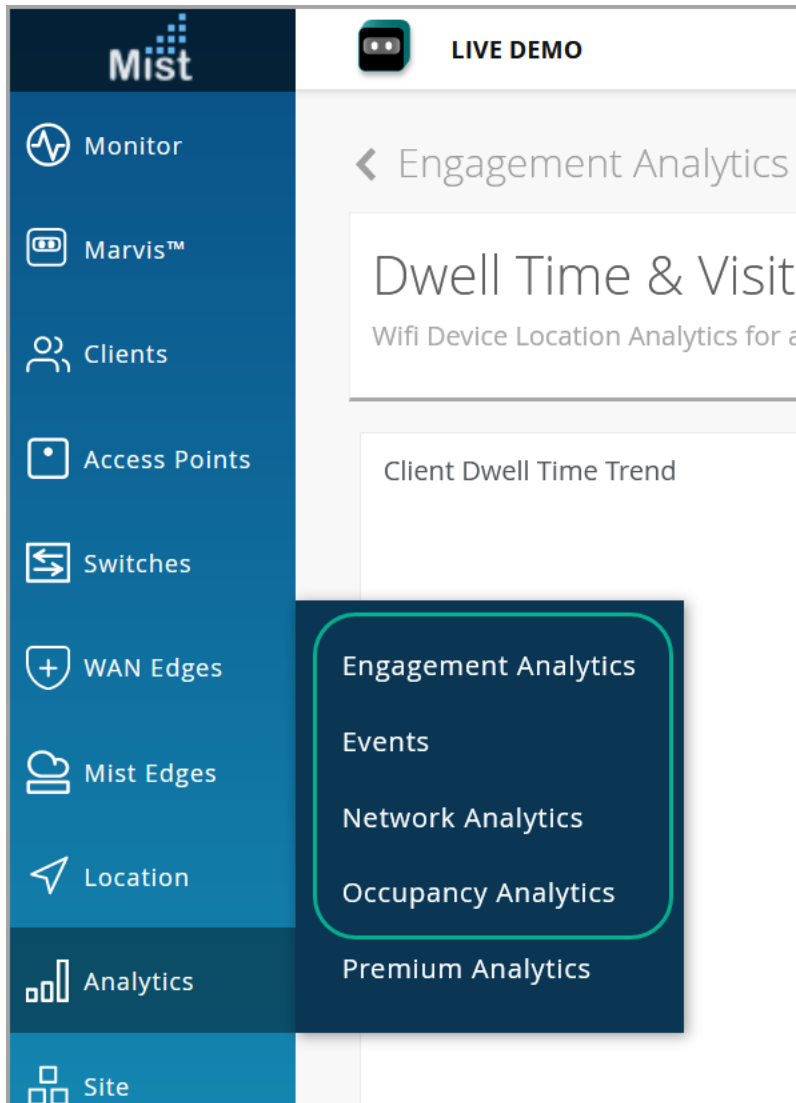 Mist
LIVE DEMO
Monitor
Marvis™
Clients
Access Points
Switches
WAN Edges
Mist Edges
Location
Analytics
Site
Engagement Analytics
Dwell Time & Visit
Wifi Device Location Analytics for a
Client Dwell Time Trend
Engagement Analytics
Events
Network Analytics
Occupancy Analytics
Premium Analytics